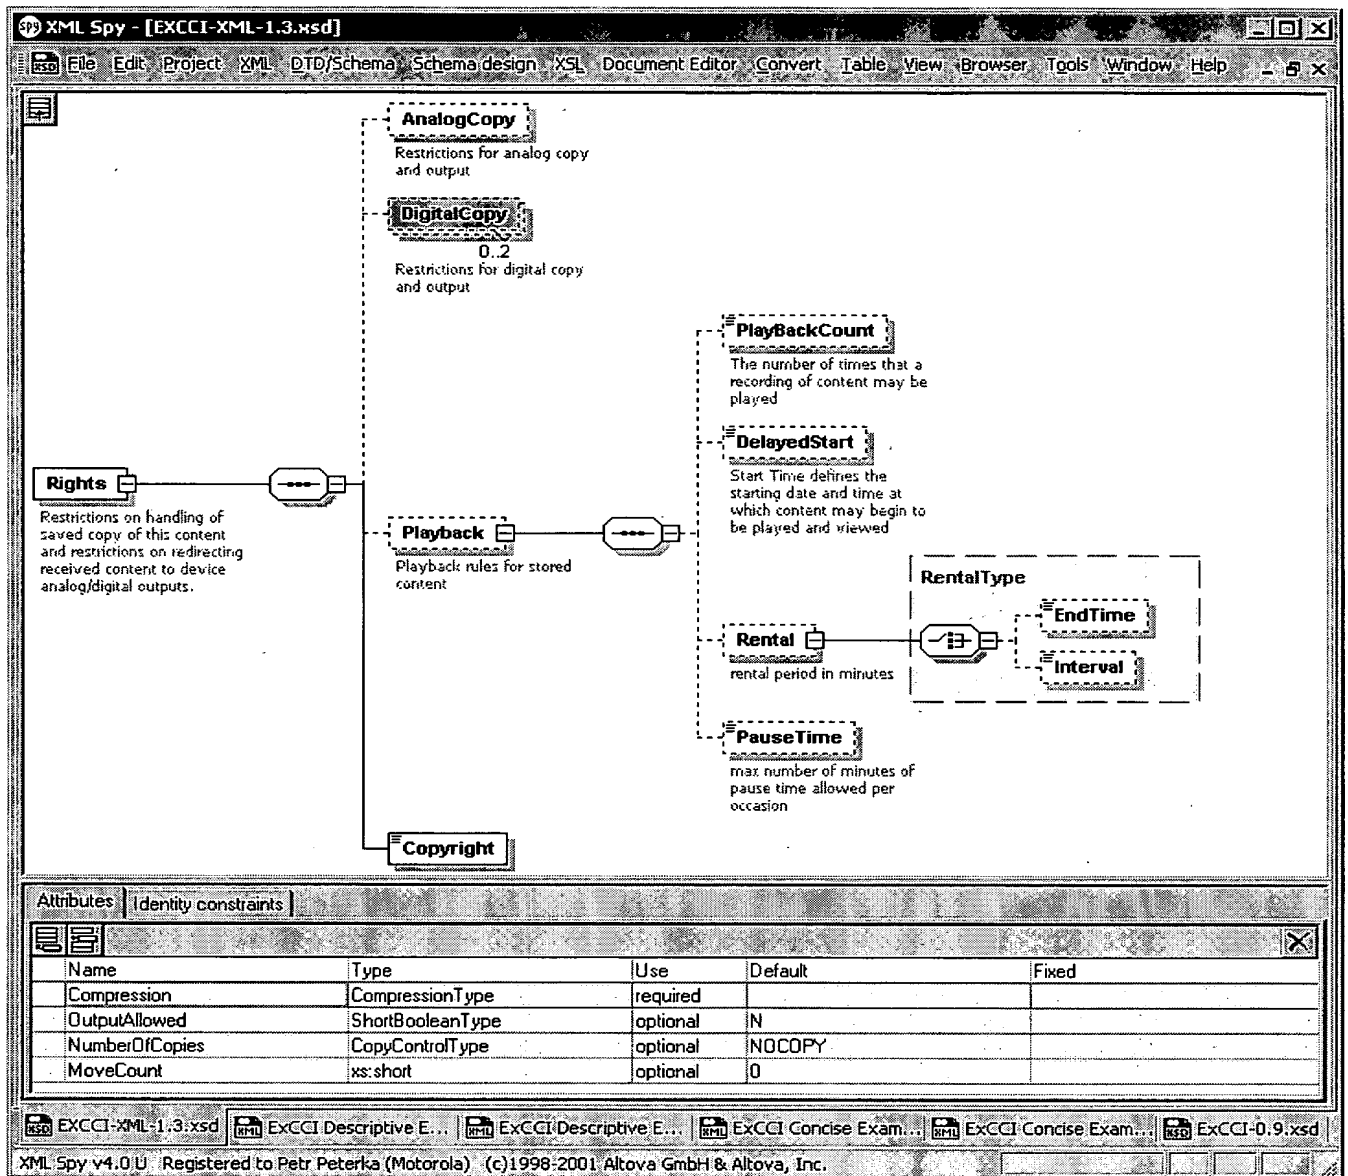 XML Spy - [EXCCI-XML-1.3.xsd]
File Edit Project XML DTD/Schema Schema design XSL Document Editor Convert Table View Browser Tools Window Help
AnalogCopy
Restrictions for analog copy
and output
DigitalCopy
0..2
Restrictions for digital copy
and output
PlayBackCount
The number of times that a
recording of content may be
played
DelayedStart
Start Time defines the
starting date and time at
which content may begin to
be played and viewed
Rights
Restrictions on handling of
saved copy of this content
and restrictions on redirecting
received content to device
analog/digital outputs.
Playback
Playback rules for stored
content
RentalType
EndTime
Interval
Rental
rental period in minutes
PauseTime
max number of minutes of
pause time allowed per
occasion
Copyright
Attributes Identity constraints
Name Type Use Default Fixed
Compression CompressionType required
OutputAllowed ShortBooleanType optional N
NumberOfCopies CopyControlType optional NOCOPY
MoveCount xs:short optional 0
EXCCI-XML-1.3.xsd ExCCI Descriptive E... ExCCI Descriptive E... ExCCI Concise Exam... ExCCI Concise Exam... ExCCI-0.9.xsd
XML Spy v4.0 U Registered to Petr Peterka (Motorola) (c)1998-2001 Altova GmbH & Altova, Inc.